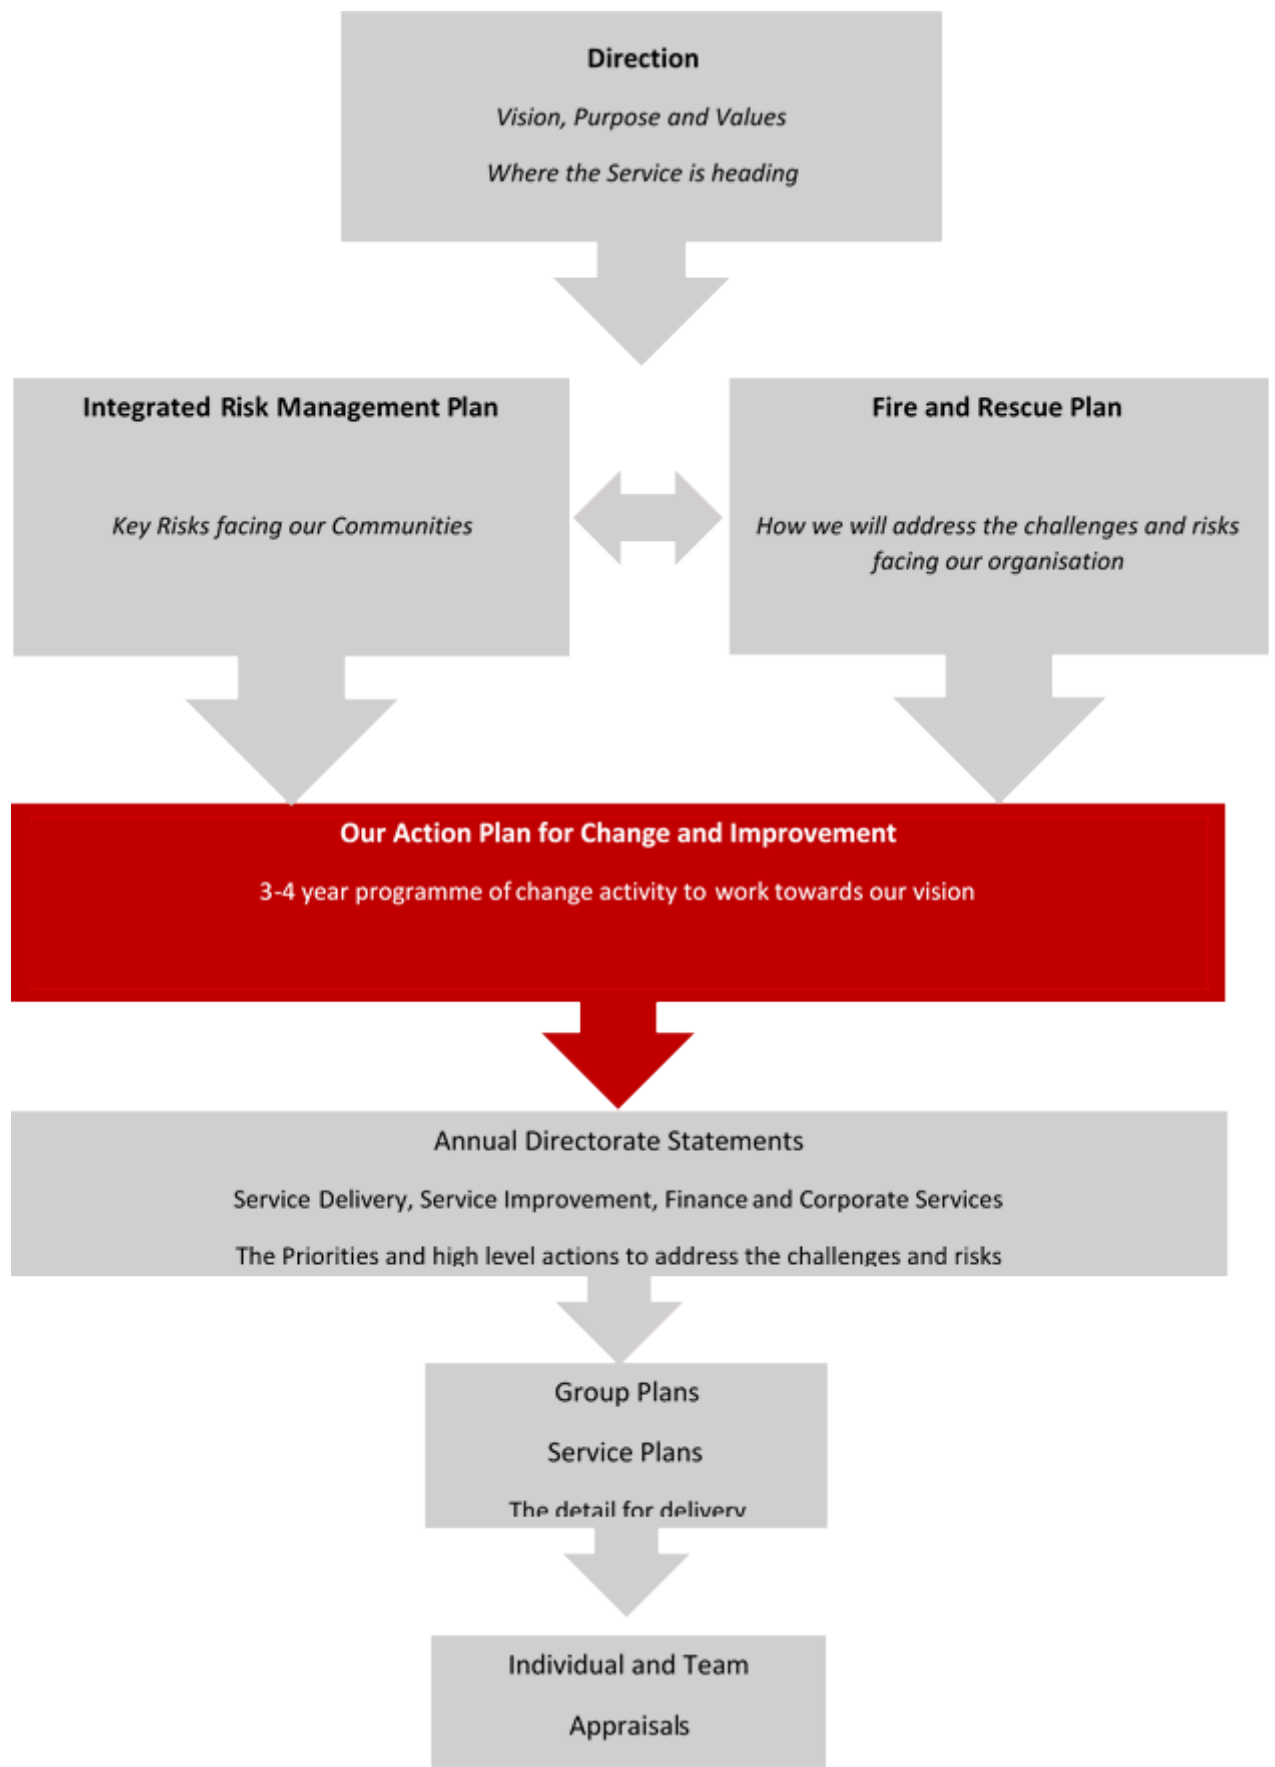 Direction
Vision, Purpose and Values
Where the Service is heading
Integrated Risk Management Plan
Key Risks facing our Communities
Fire and Rescue Plan
How we will address the challenges and risks
facing our organisation
Our Action Plan for Change and Improvement
3-4 year programme of change activity to work towards our vision
Annual Directorate Statements
Service Delivery, Service Improvement, Finance and Corporate Services
The Priorities and high level actions to address the challenges and risks
Group Plans
Service Plans
The detail for delivery
Individual and Team
Appraisals